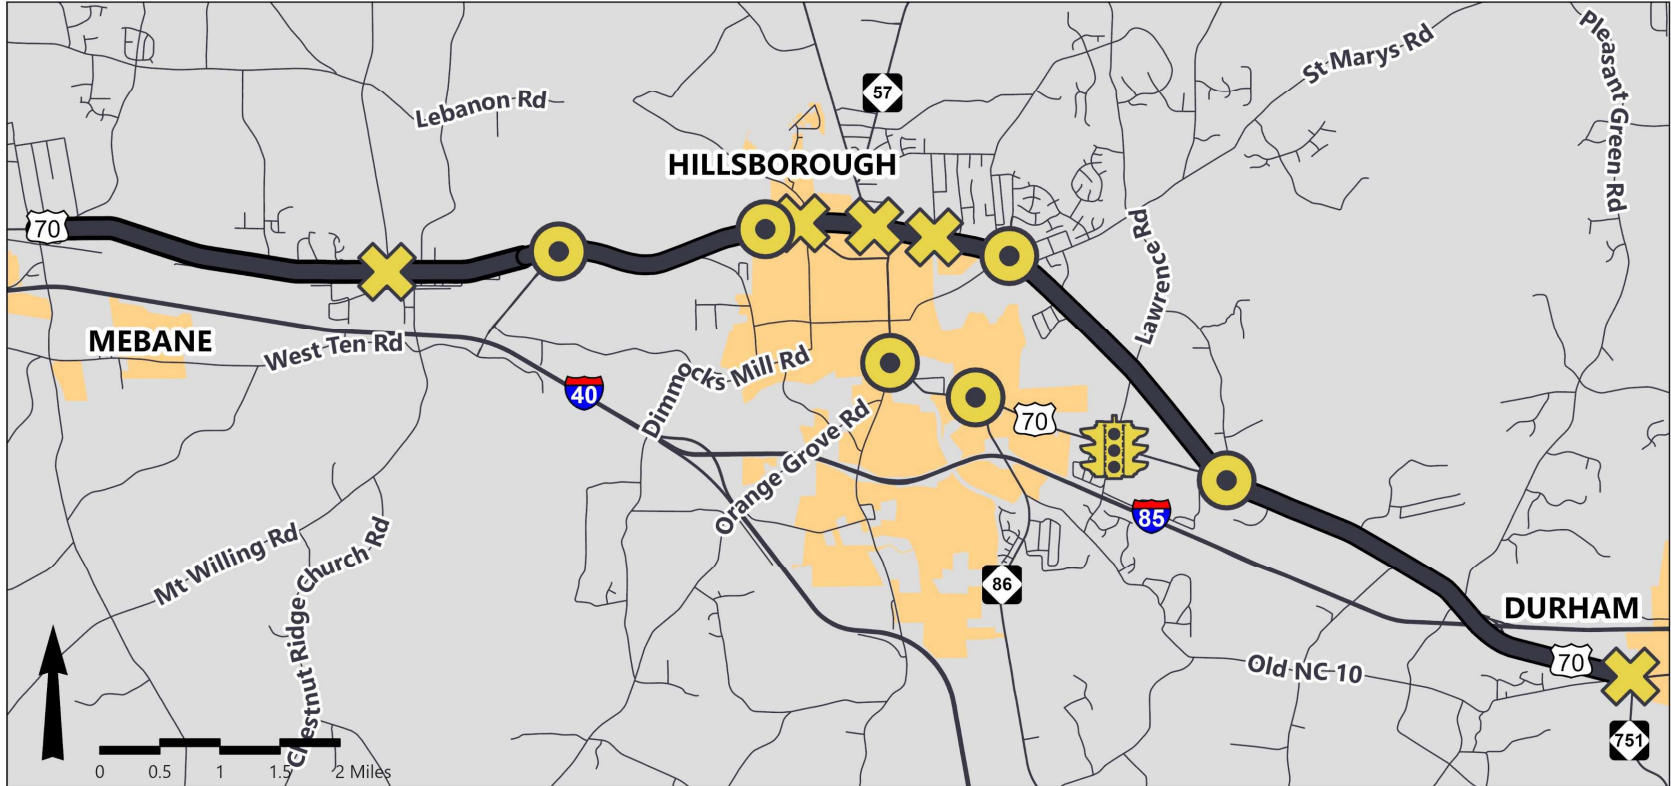 Pleasant Green Rd
St Marys Rd
57
Lebanon Rd
HILLSBOROUGH
70
Lawrence Rd
MEBANE
West Ten Rd
40
Dimmocks Mill Rd
Orange Grove Rd
70
85
Mt Willing Rd
Chestnut Ridge Church Rd
86
DURHAM
Old NC 10
70
751
0 0.5 1 1.5 2 Miles